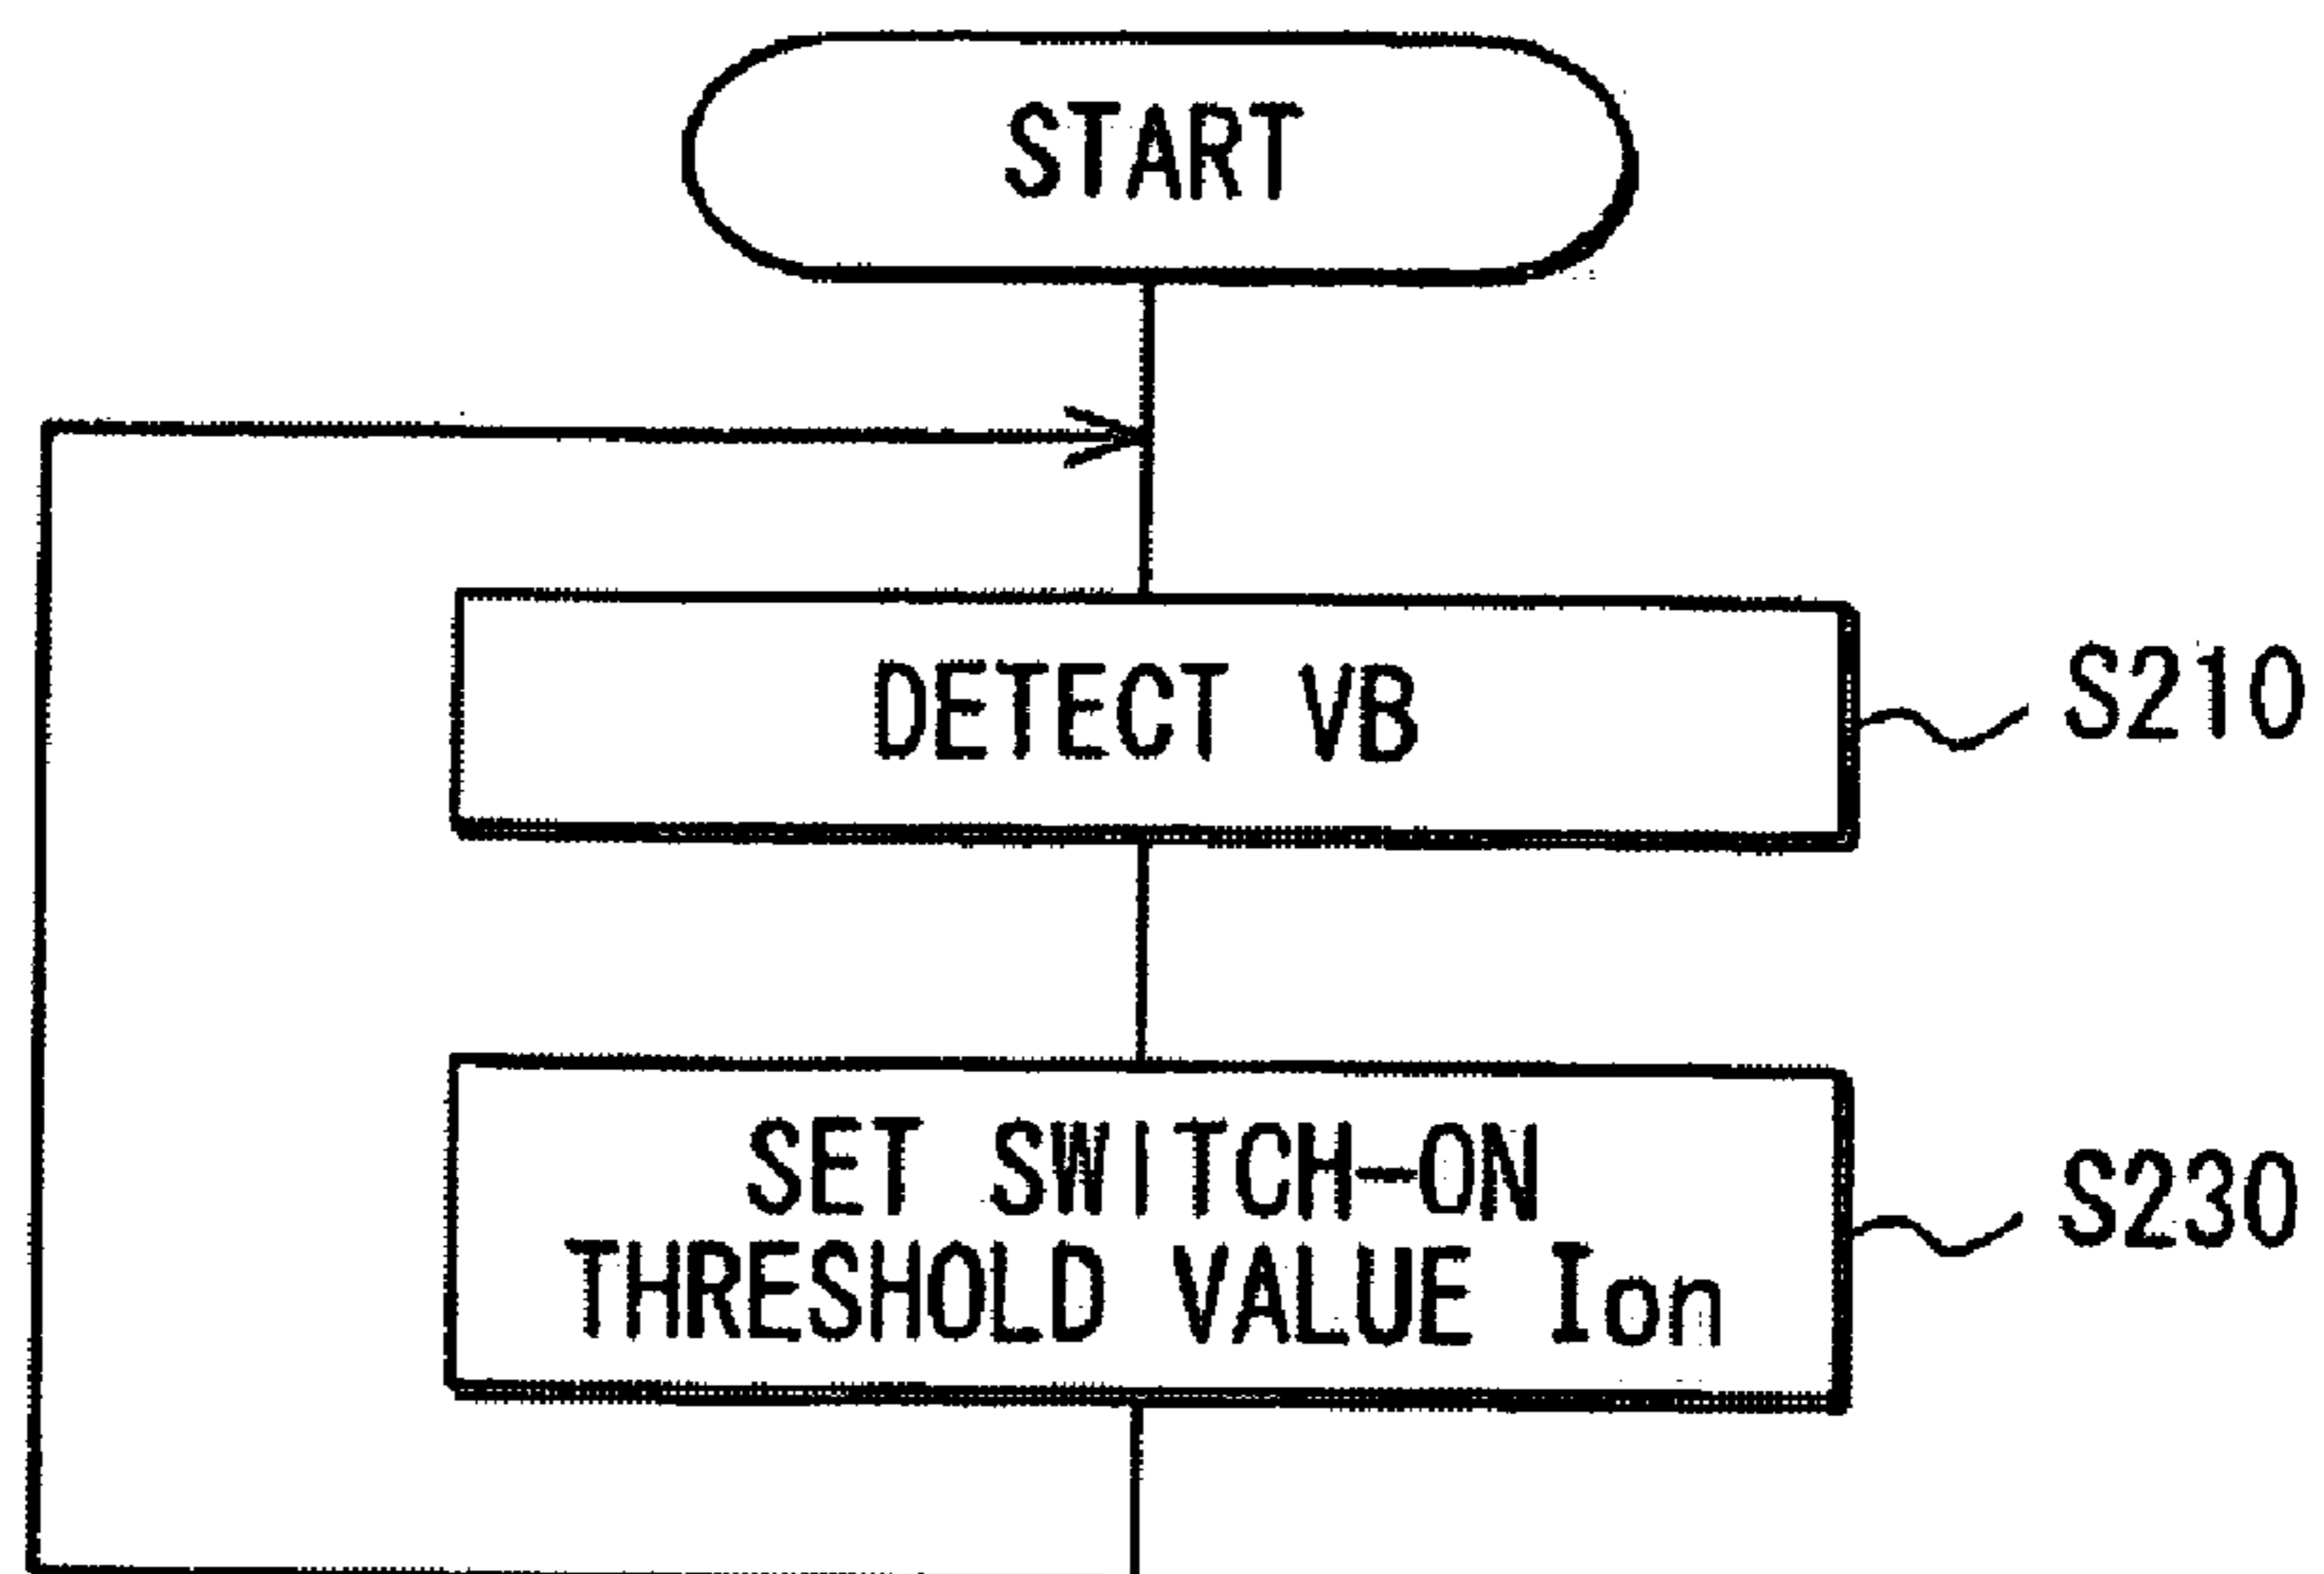 START
DETECT VB
S210
SET SWITCH-ON
THRESHOLD VALUE Ion
S230